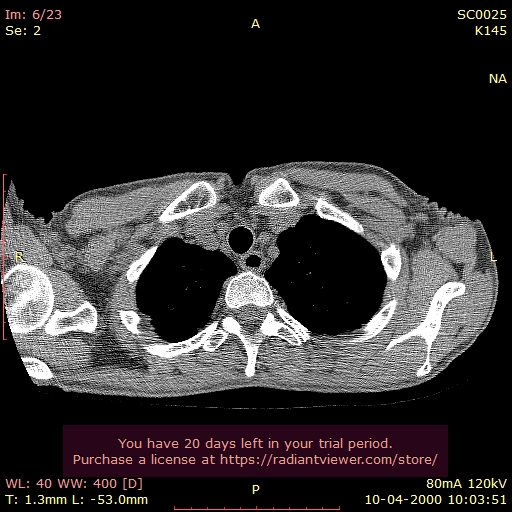 Im: 6/23
Se: 2
A
SC0025
K145
NA
R
L
You have 20 days left in your trial period.
Purchase a license at https://radiantviewer.com/store/
WL: 40 WW: 400 [D]
T: 1.3mm L: -53.0mm
P
80mA 120kV
10-04-2000 10:03:51